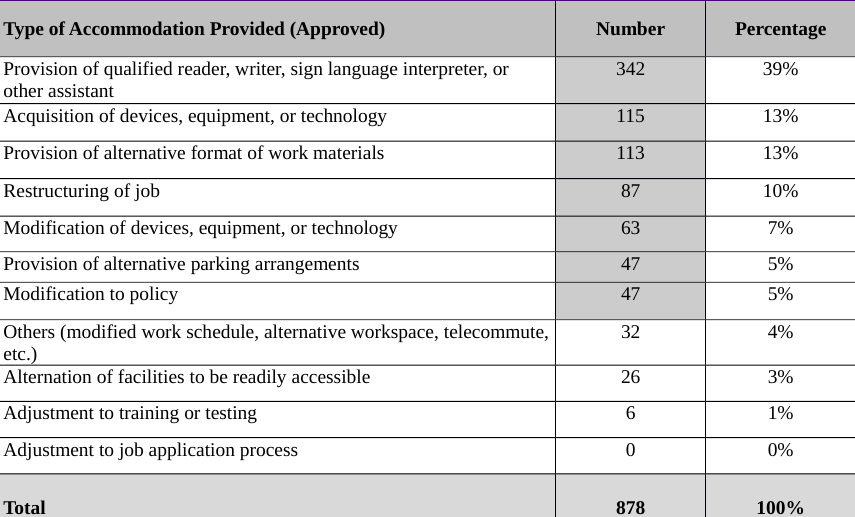 Type of Accommodation Provided (Approved) Number Percentage
Provision of qualified reader, writer, sign language interpreter, or 342 39%
other assistant
Acquisition of devices, equipment, or technology 115 13%
Provision of alternative format of work materials 113 13%
Restructuring of job 87 10%
Modification of devices, equipment, or technology 63 7%
Provision of alternative parking arrangements 47 5%
Modification to policy 47 5%
Others (modified work schedule, alternative workspace, telecommute, 32 4%
etc.)
Alternation of facilities to be readily accessible 26 3%
Adjustment to training or testing 6 1%
Adjustment to job application process 0 0%
Total 878 100%